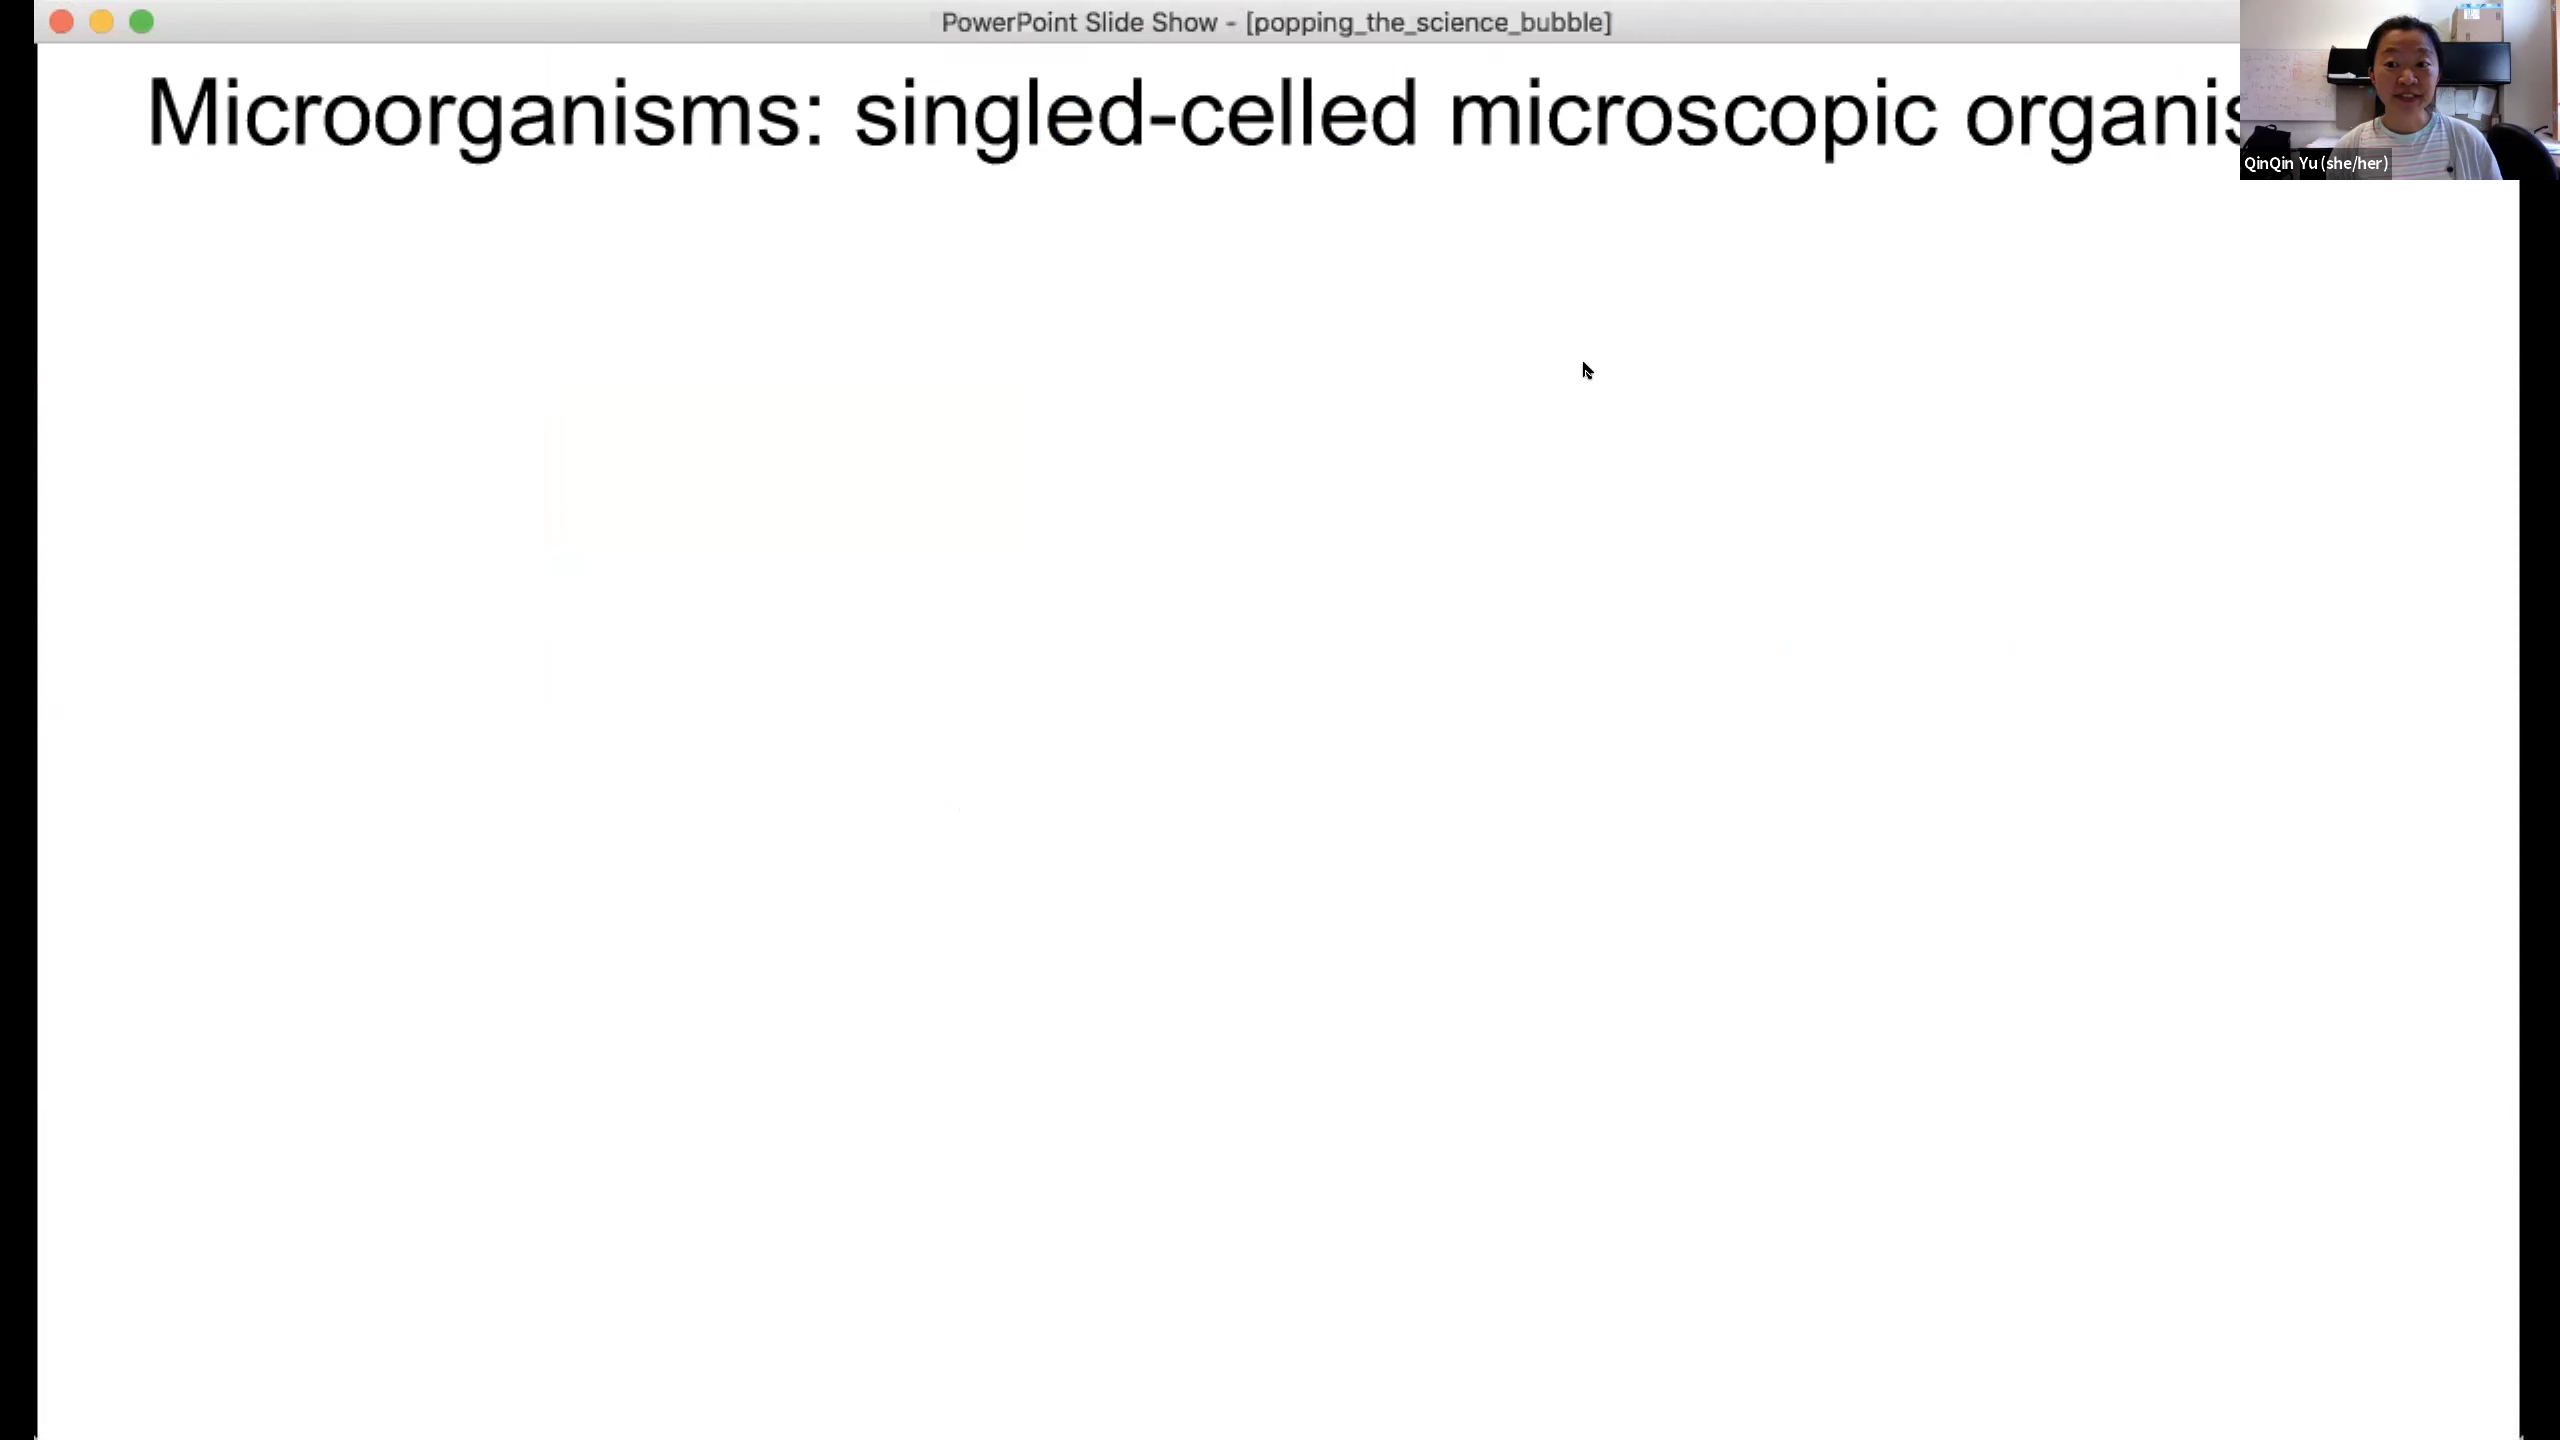 PowerPoint Slide Show - [popping_the_science_bubble]
Microorganisms: singled-celled microscopic organis
QinQin Yu (she/her)